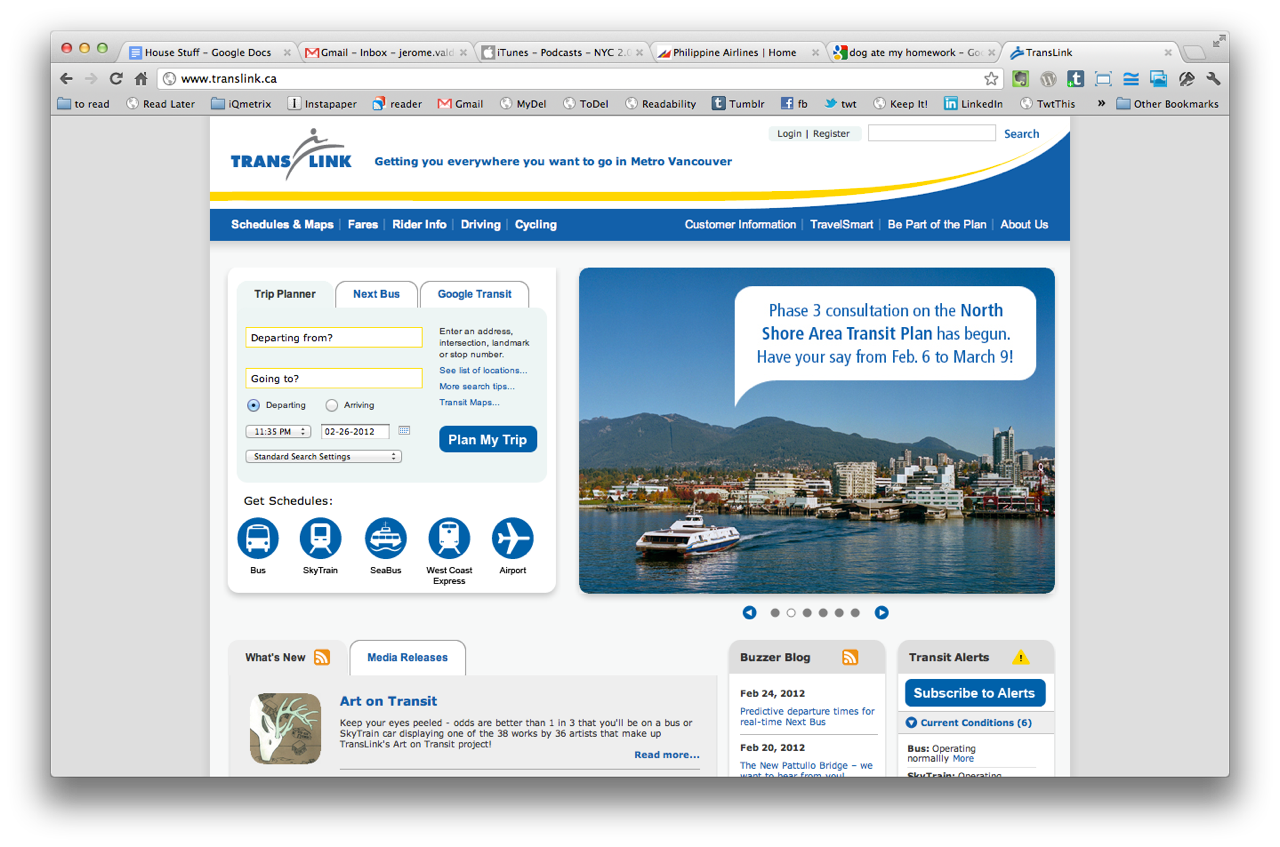 House Stuff – Google Docs
Gmail – Inbox – jerome.vald
iTunes – Podcasts – NYC 2.0
Philippine Airlines | Home
dog ate my homework – Go
TransLink
www.translink.ca
to read
Read Later
iQmetrix
Instapaper
reader
Gmail
MyDel
ToDel
Readability
Tumblr
fb
twt
Keep It!
LinkedIn
TwtThis
»
Other Bookmarks
Login | Register
Search
TRANS LINK
Getting you everywhere you want to go in Metro Vancouver
Schedules & Maps | Fares | Rider Info | Driving | Cycling
Customer Information | TravelSmart | Be Part of the Plan | About Us
Trip Planner
Next Bus
Google Transit
Departing from?
Going to?
Departing
Arriving
11:35 PM
02-26-2012
Standard Search Settings
Enter an address,
intersection, landmark
or stop number.
See list of locations...
More search tips...
Transit Maps...
Plan My Trip
Get Schedules:
Bus
SkyTrain
SeaBus
West Coast
Express
Airport
Phase 3 consultation on the North
Shore Area Transit Plan has begun.
Have your say from Feb. 6 to March 9!
What's New
Media Releases
Art on Transit
Keep your eyes peeled - odds are better than 1 in 3 that you'll be on a bus or
SkyTrain car displaying one of the 38 works by 36 artists that make up
TransLink's Art on Transit project!
Read more...
Buzzer Blog
Feb 24, 2012
Predictive departure times for
real-time Next Bus
Feb 20, 2012
The New Pattullo Bridge – we
want to hear from you!
Transit Alerts
Subscribe to Alerts
Current Conditions (6)
Bus: Operating
normallly More
SkyTrain: Operating